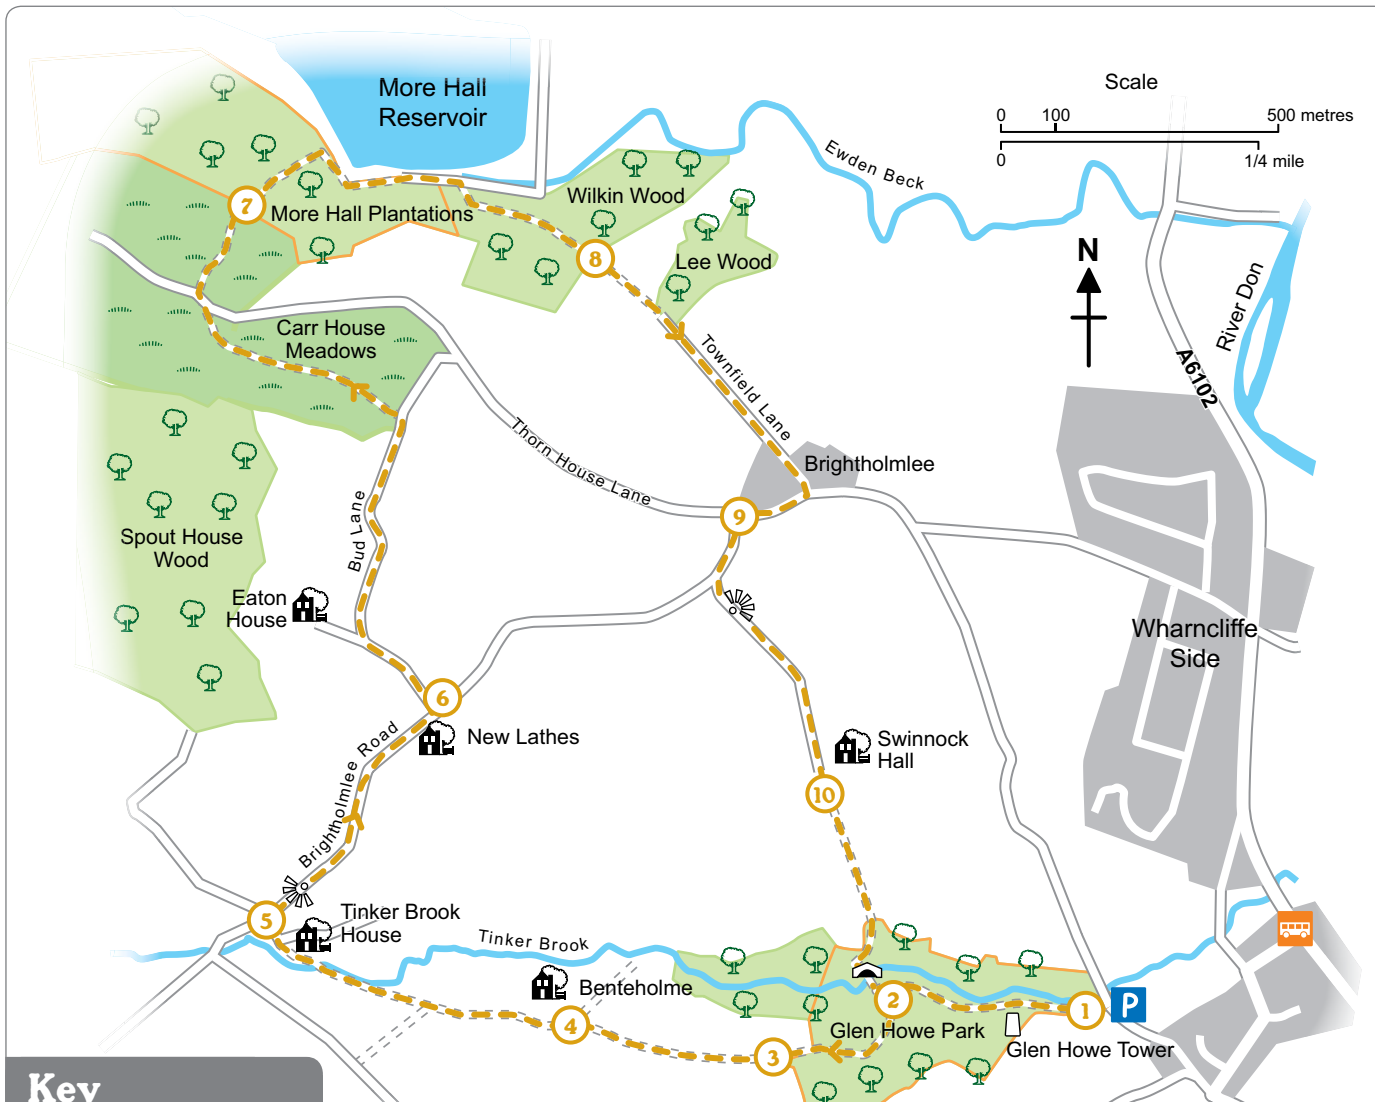 More Hall
Reservoir
Scale
0 100 500 metres
0 1/4 mile
Ewden Beck
Wilkin Wood
7
More Hall Plantations
8
Lee Wood
N
River Don
Carr House
Meadows
Townfield Lane
A6102
Thorn House Lane
Brightholmlee
9
Bud Lane
Spout House
Wood
Eaton
House
Wharncliffe
Side
6
New Lathes
Swinnock
Hall
Brightholmlee Road
10
5
Tinker Brook
House
Tinker Brook
Benteholme
2
1
P
4
Glen Howe Park
3
Glen Howe Tower
Key